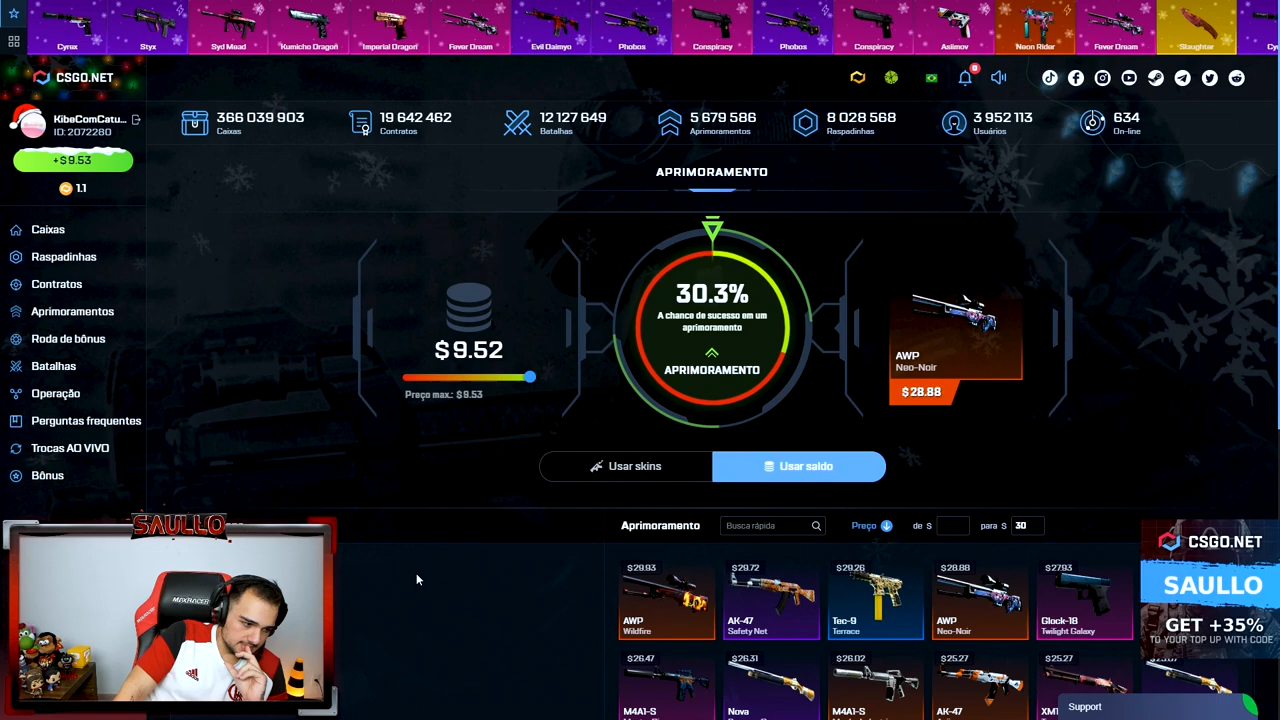 Cyrex
Styx
Syd Mead
Kumicho Dragon
Imperial Dragon
Fever Dream
Evil Daimyo
Phobos
Conspiracy
Phobos
Conspiracy
Asiimov
Neon Rider
Fever Dream
Slaughter
CSGO.NET
KibeComCatu...
ID: 2072280
+$9.53
1.1
366 039 903
Caixas
19 642 462
Contratos
12 127 649
Batalhas
5 679 586
Aprimoramentos
8 028 568
Raspadinhas
3 952 113
Usuários
634
On-line
Caixas
Raspadinhas
Contratos
Aprimoramentos
Roda de bônus
Batalhas
Operação
Perguntas frequentes
Trocas AO VIVO
Bônus
APRIMORAMENTO
$9.52
Preço max.: $9.53
30.3%
A chance de sucesso em um
aprimoramento
APRIMORAMENTO
AWP
Neo-Noir
$28.88
Usar skins
Usar saldo
Aprimoramento
Busca rápida
Preço
de $
para $ 30
$29.93
AWP
Wildfire
$29.72
AK-47
Safety Net
$29.26
Tec-9
Terrace
$28.88
AWP
Neo-Noir
$27.93
Glock-18
Twilight Galaxy
$26.47
M4A1-S
$26.31
Nova
$26.02
M4A1-S
$25.27
AK-47
$25.27
SAULLO
MAXRACER
CSGO.NET
SAULLO
GET +35%
TO YOUR TOP UP WITH CODE
Support